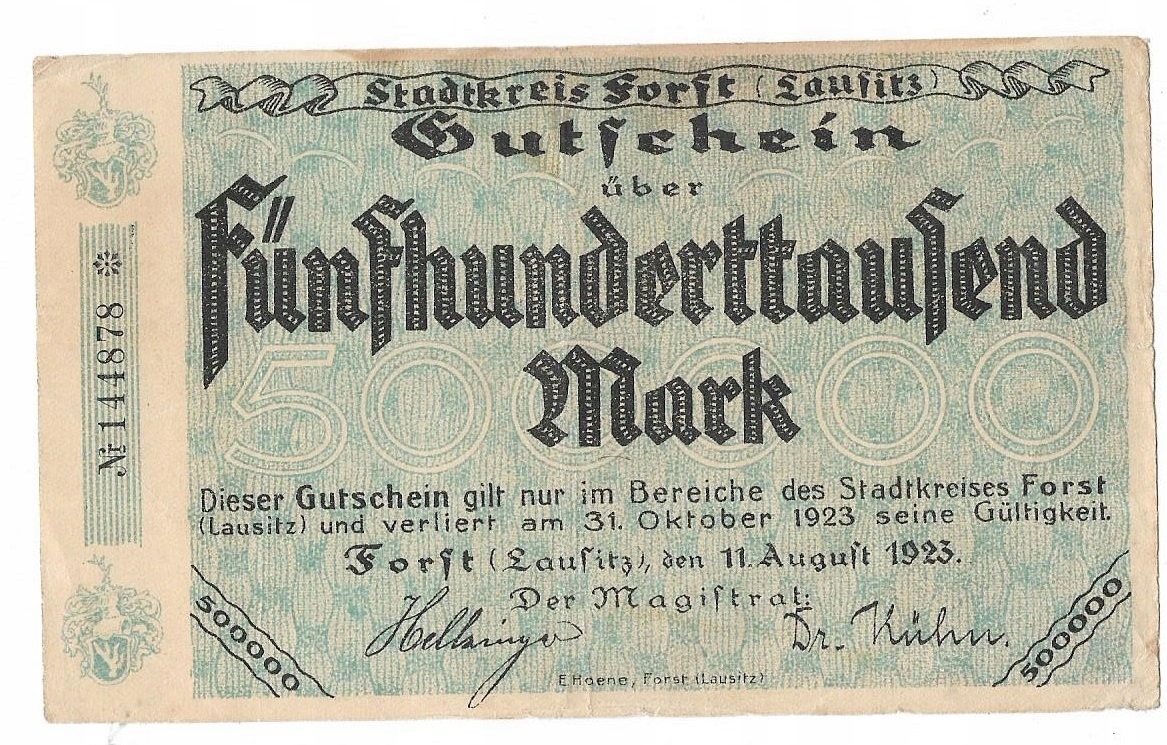 Stadtkreis Forst (Lausitz)
Gutschein
über
Fünfhunderttausend
Mark
500000
Dieser Gutschein gilt nur im Bereiche des Stadtkreises Forst
(Lausitz) und verliert am 31. Oktober 1923 seine Gültigkeit.
Forst (Lausitz), den 11. August 1923.
Der Magistrat:
Dr. Kühn.
500000
500000
E Hoene, Forst (Lausitz)
№ 144878 *